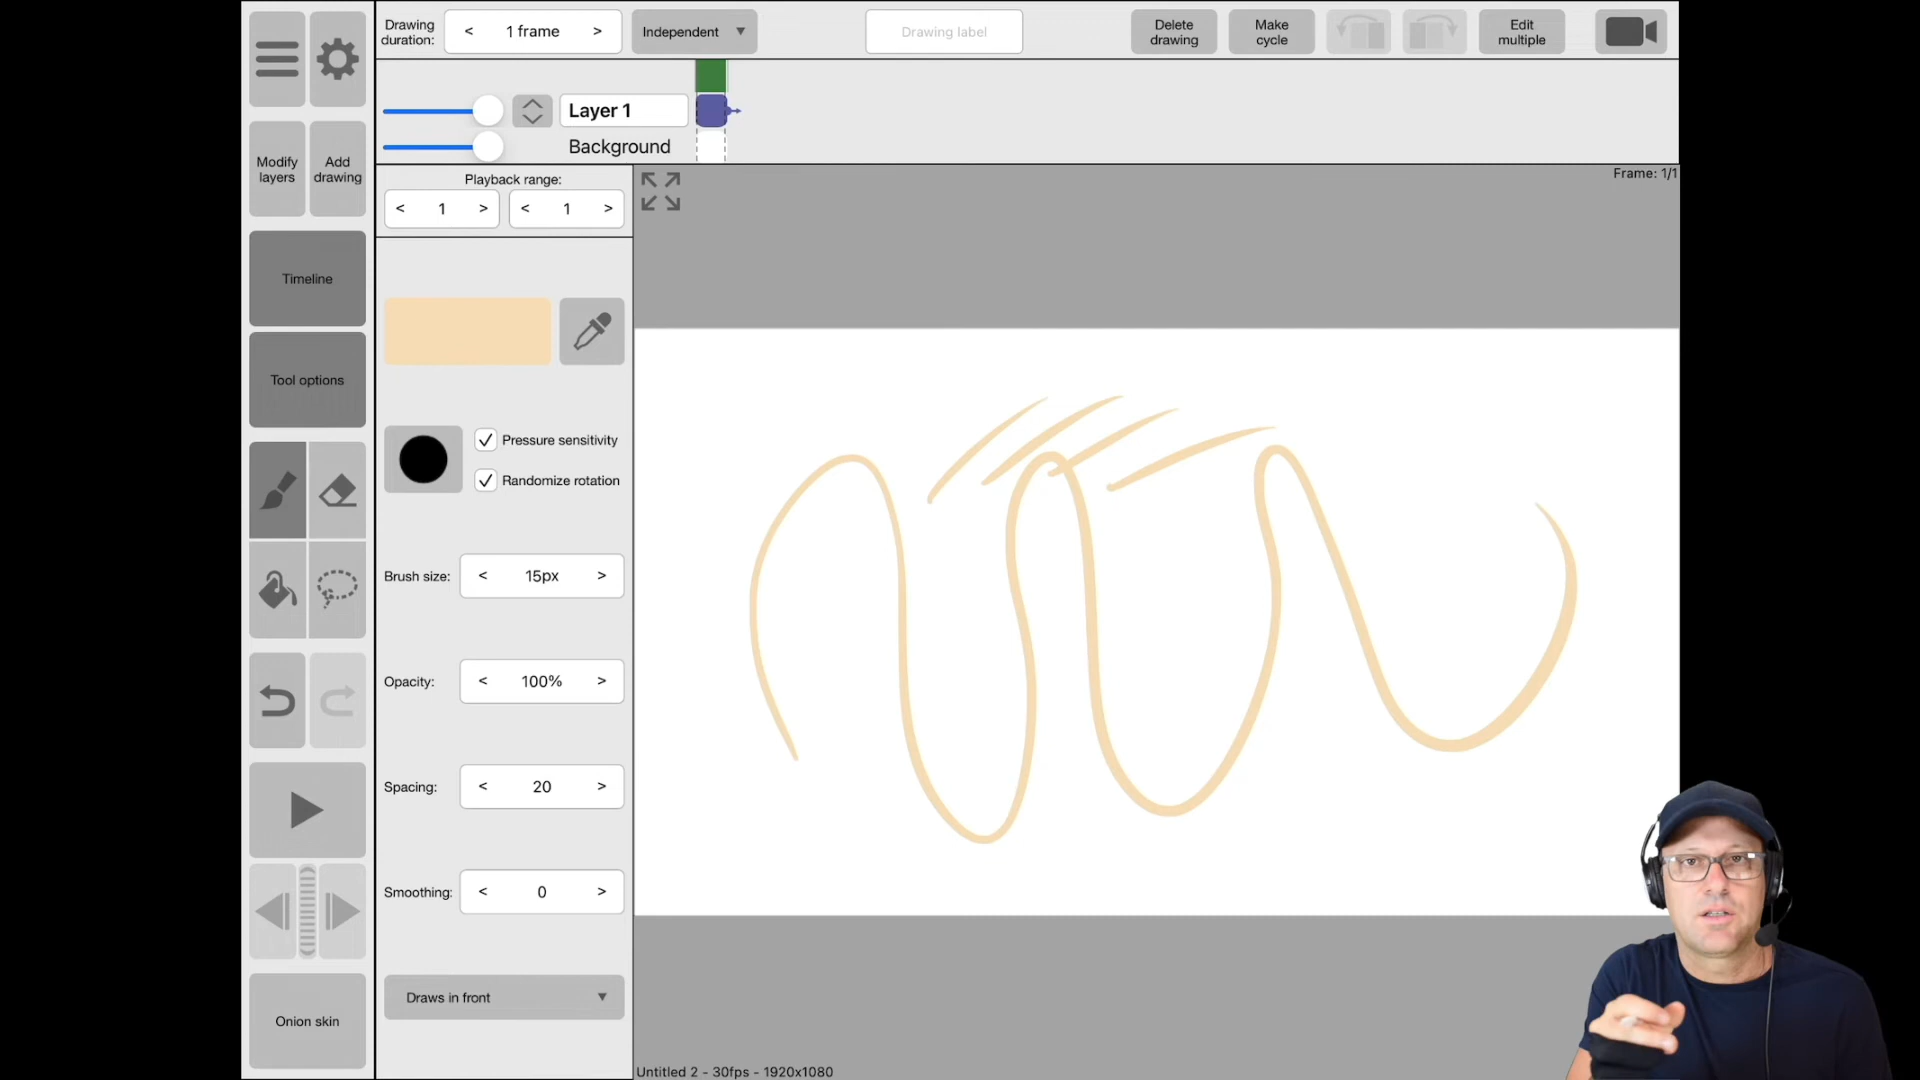 Drawing
duration:
< 1 frame >
Independent
Drawing label
Delete
drawing
Make
cycle
Edit
multiple
Layer 1
Background
Modify
layers
Add
drawing
Playback range:
< 1 >
< 1 >
Frame: 1/1
Timeline
Tool options
Pressure sensitivity
Randomize rotation
Brush size: < 15px >
Opacity: < 100% >
Spacing: < 20 >
Smoothing: < 0 >
Draws in front
Onion skin
Untitled 2 - 30fps - 1920x1080